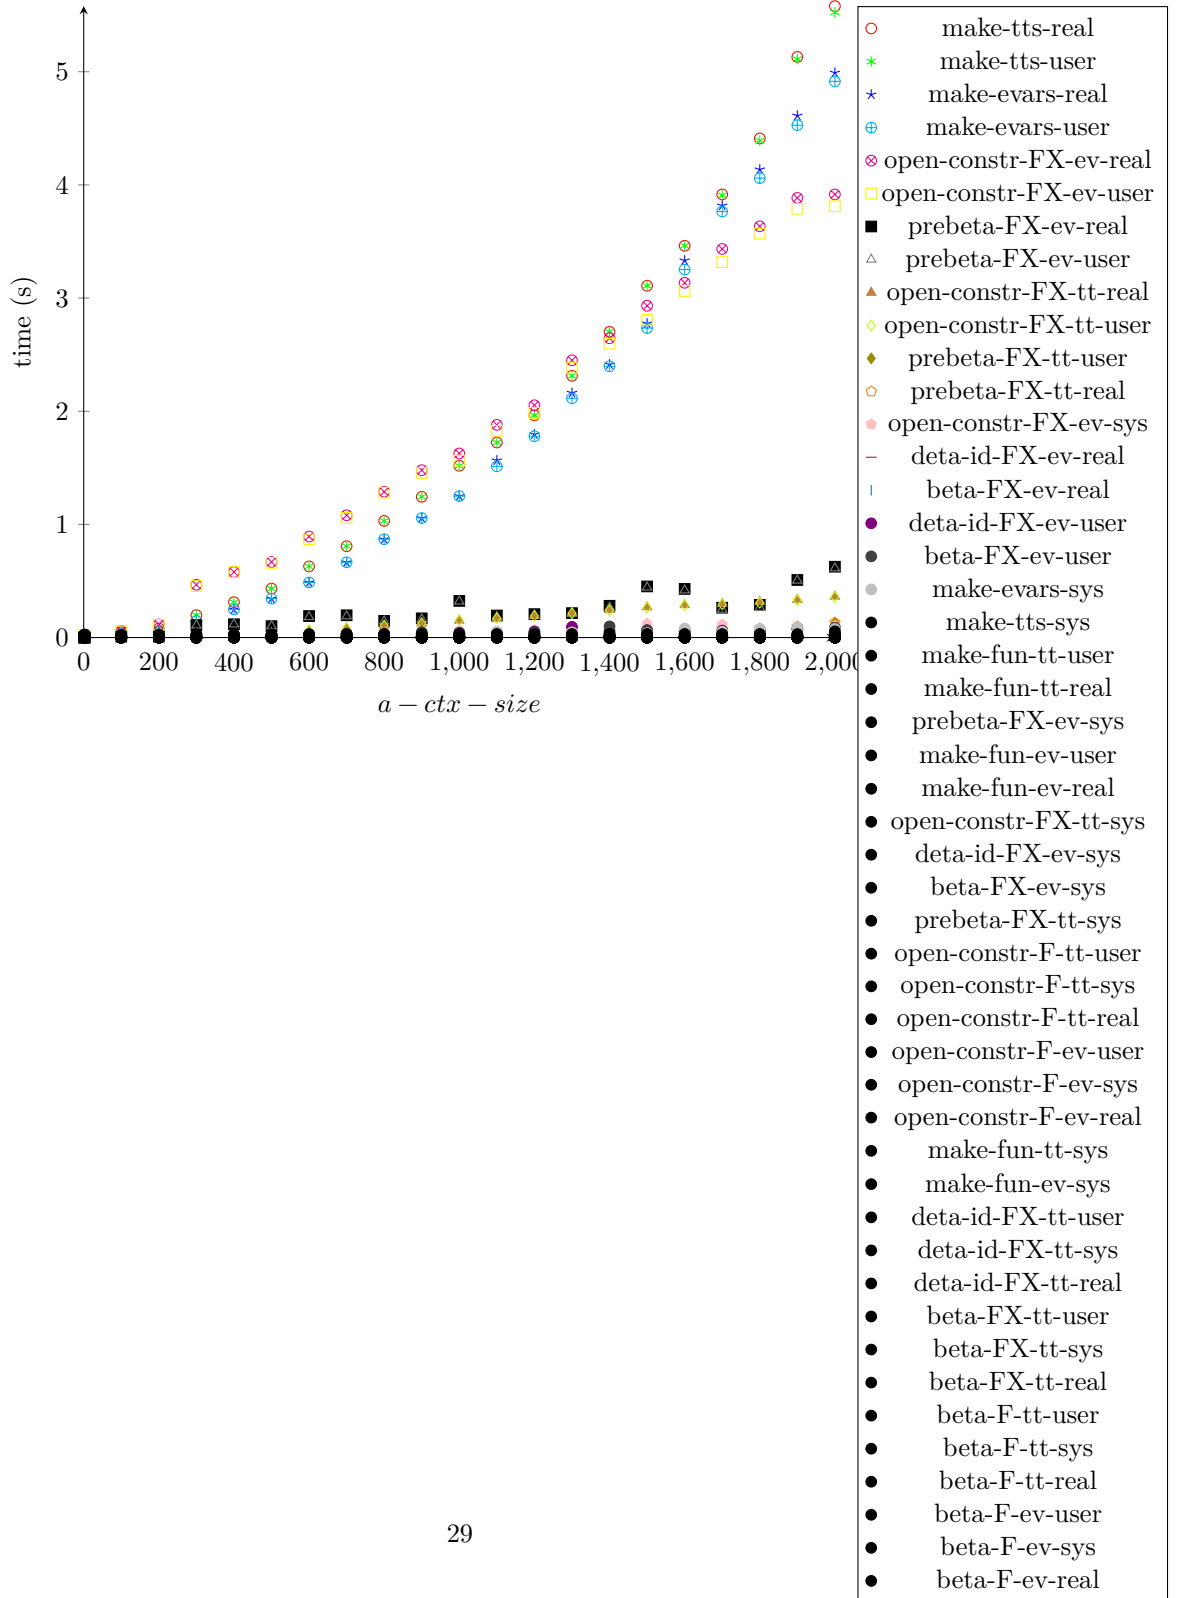 5
4
3
2
1
0
time (s)
0 200 400 600 800 1,000 1,200 1,400 1,600 1,800 2,000
a − ctx − size
make-tts-real
make-tts-user
make-evars-real
make-evars-user
open-constr-FX-ev-real
open-constr-FX-ev-user
prebeta-FX-ev-real
prebeta-FX-ev-user
open-constr-FX-tt-real
open-constr-FX-tt-user
prebeta-FX-tt-user
prebeta-FX-tt-real
open-constr-FX-ev-sys
deta-id-FX-ev-real
beta-FX-ev-real
deta-id-FX-ev-user
beta-FX-ev-user
make-evars-sys
make-tts-sys
make-fun-tt-user
make-fun-tt-real
prebeta-FX-ev-sys
make-fun-ev-user
make-fun-ev-real
open-constr-FX-tt-sys
deta-id-FX-ev-sys
beta-FX-ev-sys
prebeta-FX-tt-sys
open-constr-F-tt-user
open-constr-F-tt-sys
open-constr-F-tt-real
open-constr-F-ev-user
open-constr-F-ev-sys
open-constr-F-ev-real
make-fun-tt-sys
make-fun-ev-sys
deta-id-FX-tt-user
deta-id-FX-tt-sys
deta-id-FX-tt-real
beta-FX-tt-user
beta-FX-tt-sys
beta-FX-tt-real
beta-F-tt-user
beta-F-tt-sys
beta-F-tt-real
beta-F-ev-user
beta-F-ev-sys
beta-F-ev-real
29